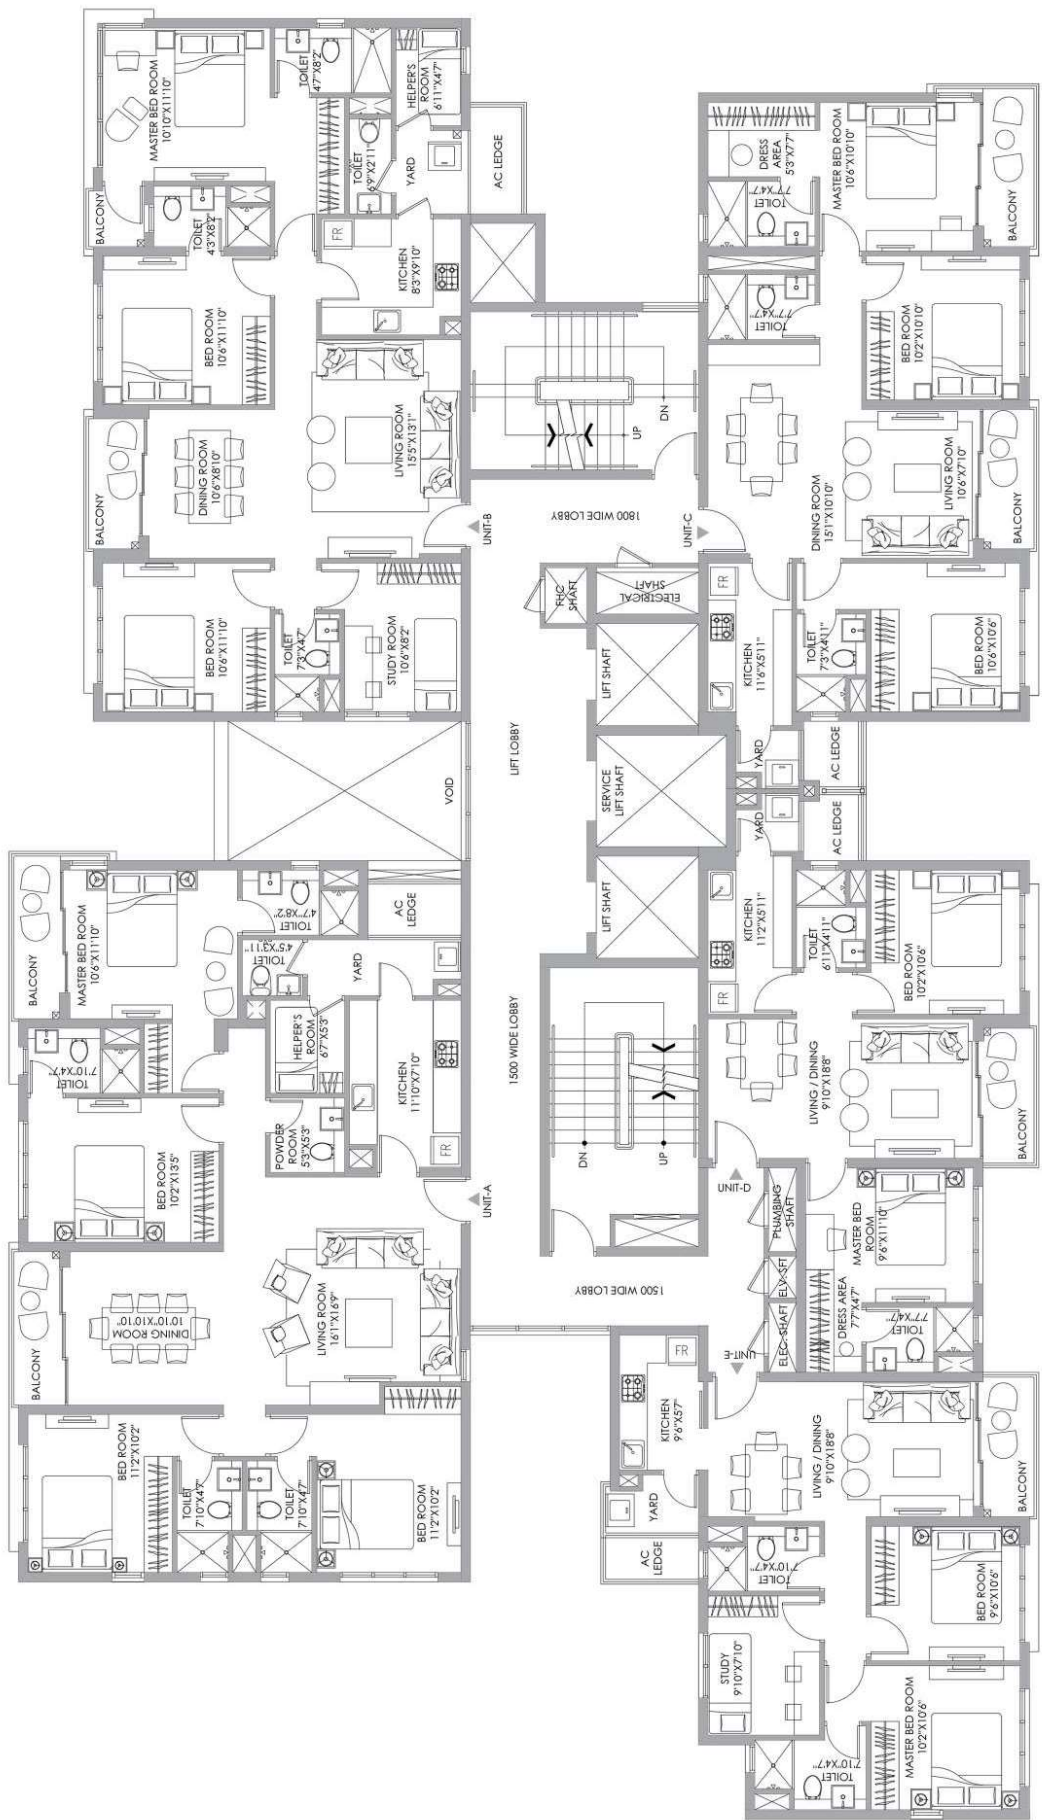 BALCONY
MASTER BED ROOM
10'10"X11'10"
TOILET
4'7"X8'2"
HELPER'S
ROOM
6'11"X4'7"
TOILET
4'3"X8'2"
TOILET
YARD
AC LEDGE
FR
KITCHEN
8'3"X9'10"
BED ROOM
10'6"X11'10"
BALCONY
DINING ROOM
10'6"X8'10"
LIVING ROOM
15'5"X13'1"
UNIT-B
BED ROOM
10'6"X11'10"
TOILET
7'3"X4'7"
STUDY ROOM
10'6"X8'2"
VOID
DN
UP
1800 WIDE LOBBY
UNIT-C
FHC
SHAFT
ELECTRICAL
SHAFT
LIFT SHAFT
LIFT LOBBY
SERVICE
LIFT SHAFT
LIFT SHAFT
1500 WIDE LOBBY
DN
UP
1500 WIDE LOBBY
DRESS
AREA
5'3"X7'7"
MASTER BED ROOM
10'6"X10'10"
BALCONY
TOILET
7'7"X4'7"
TOILET
7'7"X4'7"
BED ROOM
10'2"X10'10"
DINING ROOM
15'1"X10'10"
LIVING ROOM
10'6"X7'10"
BALCONY
FR
KITCHEN
11'6"X5'11"
TOILET
7'3"X4'11"
BED ROOM
10'6"X10'6"
YARD
AC LEDGE
BALCONY
MASTER BED ROOM
10'6"X11'10"
TOILET
4'7"X8'2"
TOILET
4'5"X3'11"
AC
LEDGE
YARD
TOILET
7'10"X4'7"
HELPER'S
ROOM
6'7"X5'3"
KITCHEN
11'10"X7'10"
FR
POWDER
ROOM
5'3"X5'3"
BED ROOM
10'2"X13'5"
UNIT-A
BALCONY
DINING ROOM
10'10"X10'10"
LIVING ROOM
16'1"X16'9"
BED ROOM
11'2"X10'2"
TOILET
7'10"X4'7"
TOILET
7'10"X4'7"
BED ROOM
11'2"X10'2"
YARD
AC LEDGE
KITCHEN
11'2"X5'11"
FR
TOILET
6'11"X4'11"
BED ROOM
10'2"X10'6"
LIVING / DINING
9'10"X18'8"
BALCONY
UNIT-D
PLUMBING
SHAFT
ELV. SFT
ELEC. SHAFT
MASTER BED
ROOM
9'6"X11'10"
DRESS AREA
7'7"X4'7"
TOILET
7'7"X4'7"
UNIT-E
FR
KITCHEN
9'6"X5'7"
YARD
AC
LEDGE
LIVING / DINING
9'10"X18'8"
BALCONY
TOILET
7'10"X4'7"
STUDY
9'10"X7'10"
BED ROOM
9'6"X10'6"
TOILET
7'10"X4'7"
MASTER BED ROOM
10'2"X10'6"